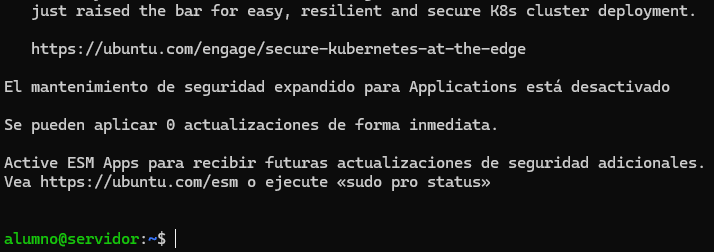 just raised the bar for easy, resilient and secure K8s cluster deployment.
https://ubuntu.com/engage/secure-kubernetes-at-the-edge
El mantenimiento de seguridad expandido para Applications está desactivado
Se pueden aplicar 0 actualizaciones de forma inmediata.
Active ESM Apps para recibir futuras actualizaciones de seguridad adicionales.
Vea https://ubuntu.com/esm o ejecute «sudo pro status»
alumno@servidor:~$